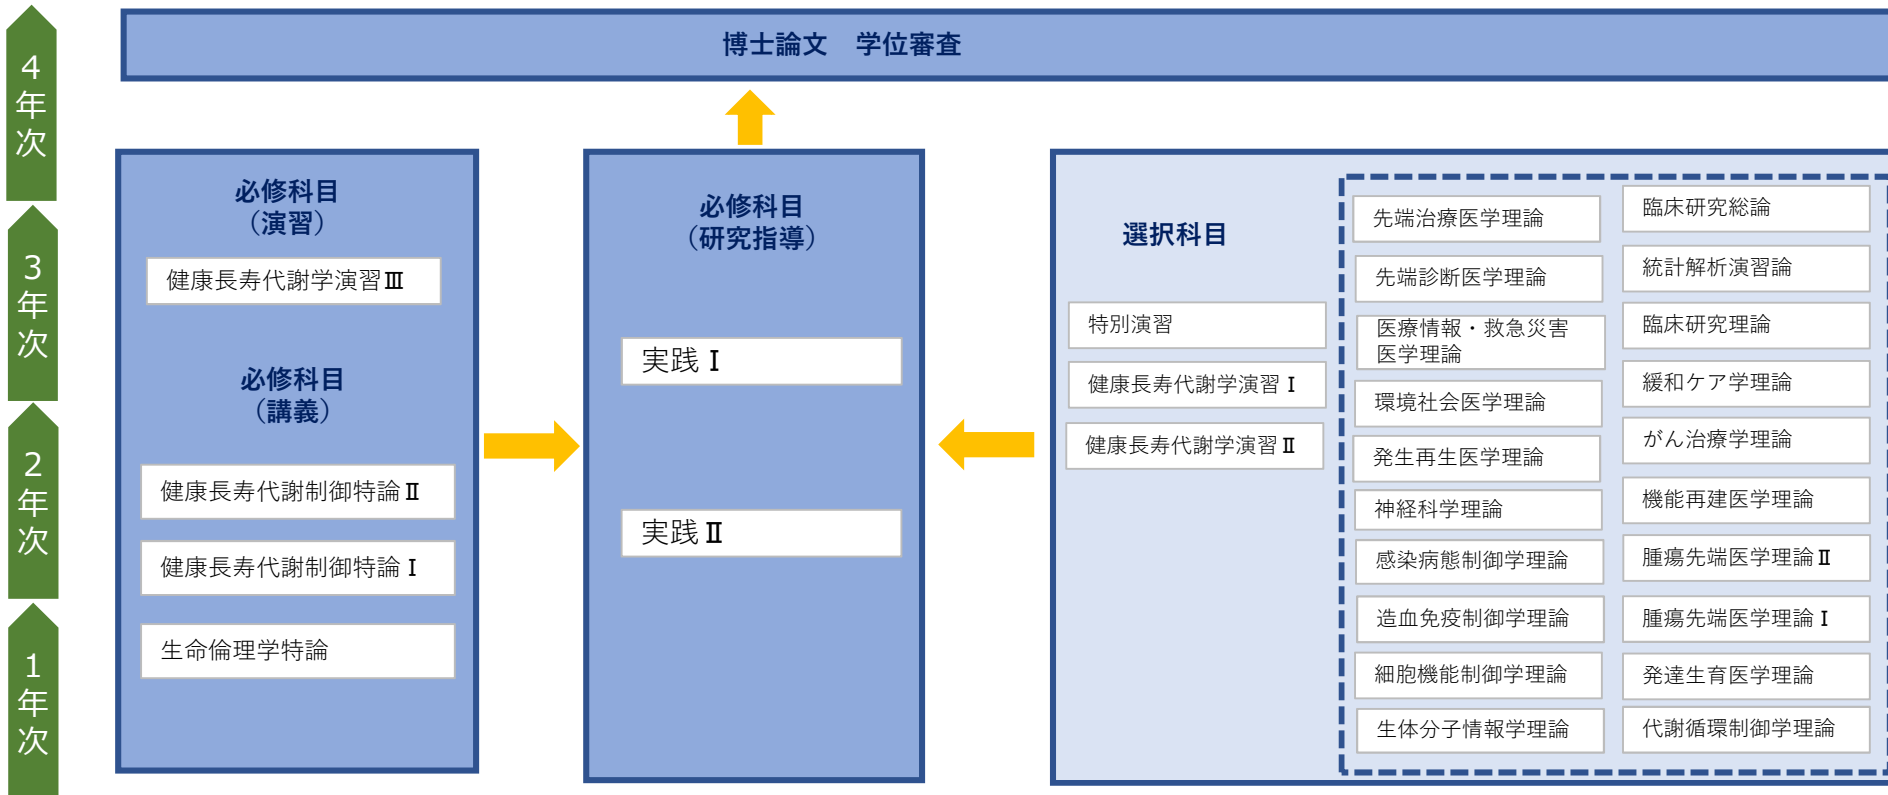 4年次
3年次
2年次
1年次
博士論文　学位審査
必修科目
（演習）
健康長寿代謝学演習Ⅲ
必修科目
（講義）
健康長寿代謝制御特論Ⅱ
健康長寿代謝制御特論Ⅰ
生命倫理学特論
必修科目
（研究指導）
実践Ⅰ
実践Ⅱ
選択科目
特別演習
健康長寿代謝学演習Ⅰ
健康長寿代謝学演習Ⅱ
先端治療医学理論
先端診断医学理論
医療情報・救急災害
医学理論
環境社会医学理論
発生再生医学理論
神経科学理論
感染病態制御学理論
造血免疫制御学理論
細胞機能制御学理論
生体分子情報学理論
臨床研究総論
統計解析演習論
臨床研究理論
緩和ケア学理論
がん治療学理論
機能再建医学理論
腫瘍先端医学理論Ⅱ
腫瘍先端医学理論Ⅰ
発達生育医学理論
代謝循環制御学理論